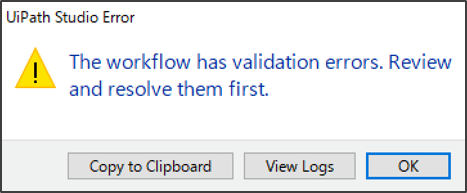 UiPath Studio Error
The workflow has validation errors. Review
and resolve them first.
Copy to Clipboard
View Logs
OK